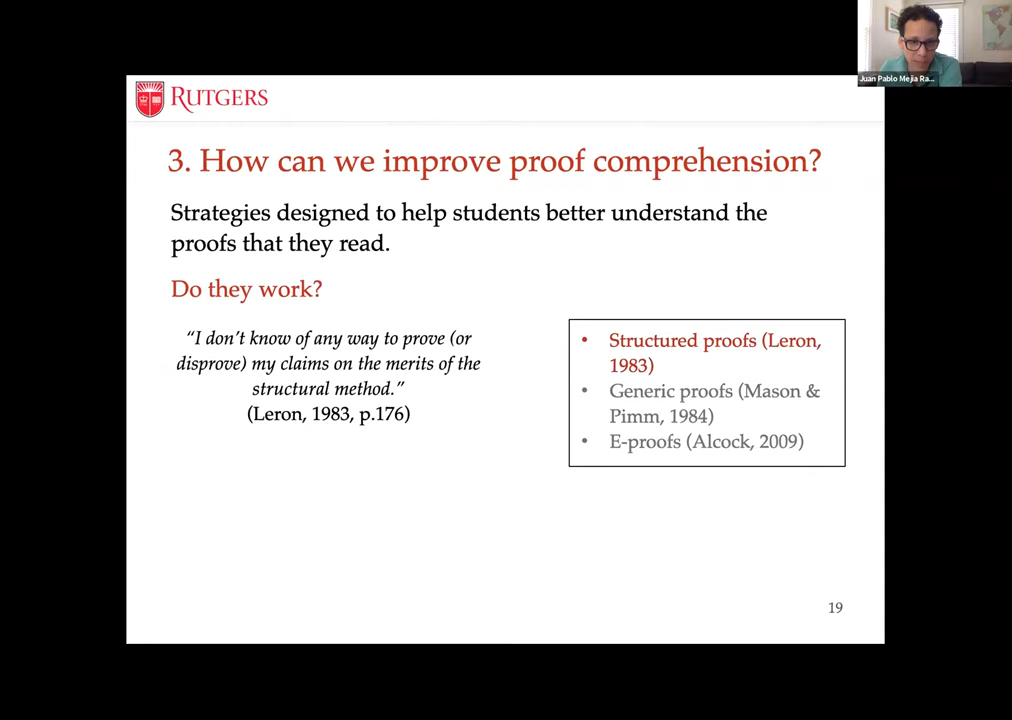 Juan Pablo Mejia Ra...
RUTGERS
3. How can we improve proof comprehension?
Strategies designed to help students better understand the
proofs that they read.
Do they work?
“I don’t know of any way to prove (or
disprove) my claims on the merits of the
structural method.”
(Leron, 1983, p.176)
• Structured proofs (Leron,
1983)
• Generic proofs (Mason &
Pimm, 1984)
• E-proofs (Alcock, 2009)
19